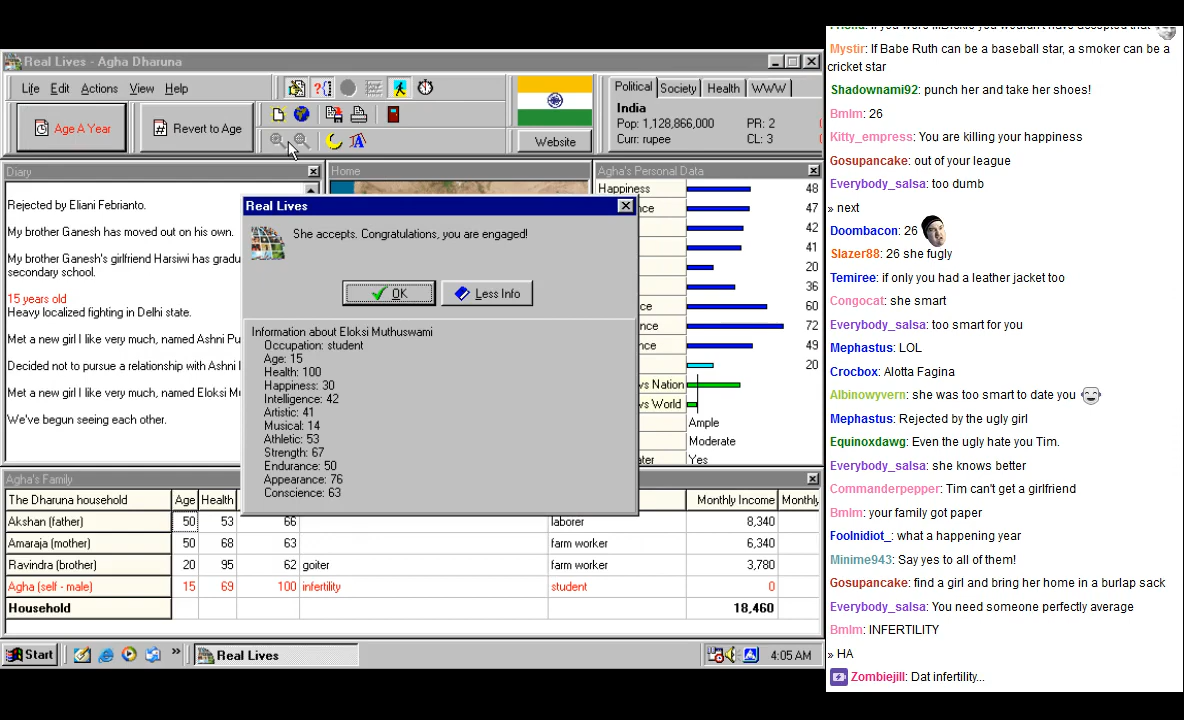 Real Lives - Agha Dharuna
Life Edit Actions View Help
Age A Year
Revert to Age
Website
Political Society Health WWW
India
Pop: 1,128,866,000 PR: 2
Curr: rupee CL: 3
Diary
Rejected by Eliani Febrianto.
My brother Ganesh has moved out on his own.
My brother Ganesh's girlfriend Harsiwi has gradu
secondary school.
15 years old
Heavy localized fighting in Delhi state.
Met a new girl I like very much, named Ashni Pu
Decided not to pursue a relationship with Ashni
Met a new girl I like very much, named Eloksi Mu
We've begun seeing each other.
Home
Agha's Personal Data
Happiness 48
nce 47
42
41
20
36
nce 60
nce 72
nce 49
20
vs Nation
vs World
Ample
Moderate
ater Yes
Real Lives
She accepts. Congratulations, you are engaged!
OK
Less Info
Information about Eloksi Muthuswami
Occupation: student
Age: 15
Health: 100
Happiness: 30
Intelligence: 42
Artistic: 41
Musical: 14
Athletic: 53
Strength: 67
Endurance: 50
Appearance: 76
Conscience: 63
Agha's Family
The Dharuna household Age Health Monthly Income Monthly
Akshan (father) 50 53 66 laborer 8,340
Amaraja (mother) 50 68 63 farm worker 6,340
Ravindra (brother) 20 95 62 goiter farm worker 3,780
Agha (self - male) 15 69 100 infertility student 0
Household 18,460
Start
Real Lives
4:05 AM
Mystir: If Babe Ruth can be a baseball star, a smoker can be a
cricket star
Shadownami92: punch her and take her shoes!
Bmlm: 26
Kitty_empress: You are killing your happiness
Gosupancake: out of your league
Everybody_salsa: too dumb
» next
Doombacon: 26
Slazer88: 26 she fugly
Temiree: if only you had a leather jacket too
Congocat: she smart
Everybody_salsa: too smart for you
Mephastus: LOL
Crocbox: Alotta Fagina
Albinowyvern: she was too smart to date you
Mephastus: Rejected by the ugly girl
Equinoxdawg: Even the ugly hate you Tim.
Everybody_salsa: she knows better
Commanderpepper: Tim can't get a girlfriend
Bmlm: your family got paper
Foolnidiot_: what a happening year
Minime943: Say yes to all of them!
Gosupancake: find a girl and bring her home in a burlap sack
Everybody_salsa: You need someone perfectly average
Bmlm: INFERTILITY
» HA
Zombiejill: Dat infertility...